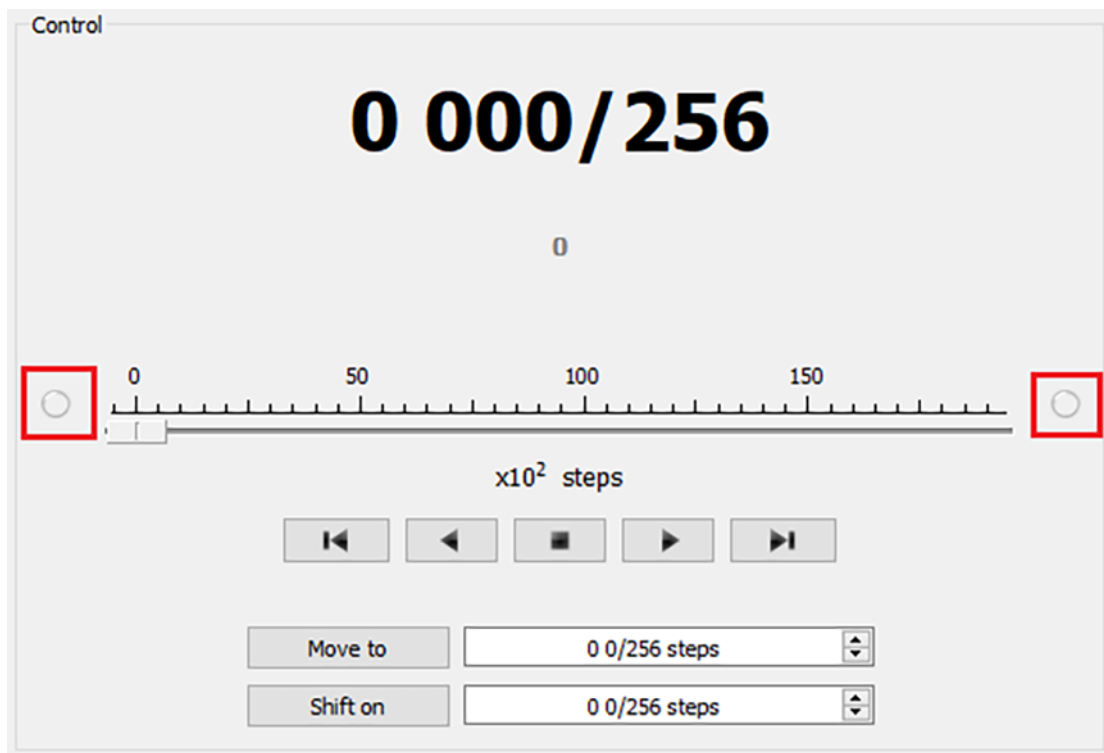 Control
0 000/256
0
0 50 100 150
x10² steps
Move to 0 0/256 steps
Shift on 0 0/256 steps